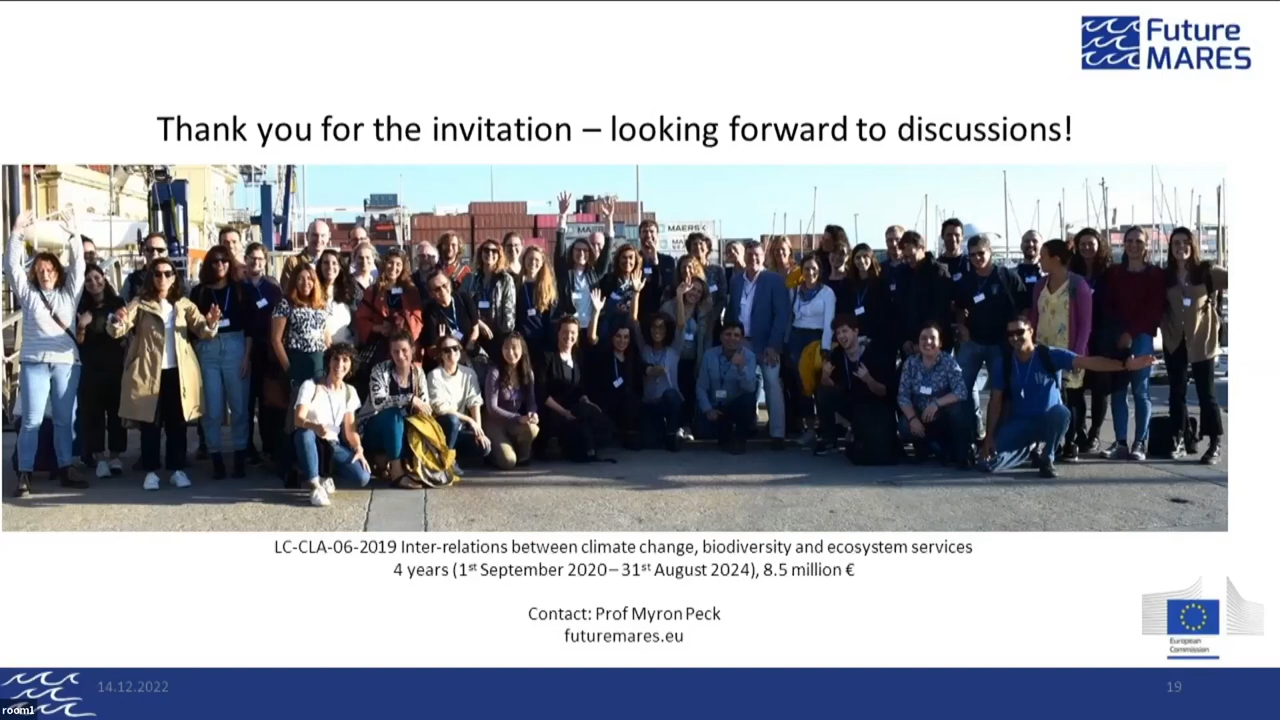 Future
MARES
Thank you for the invitation – looking forward to discussions!
MAERSK
LC-CLA-06-2019 Inter-relations between climate change, biodiversity and ecosystem services
4 years (1st September 2020 – 31st August 2024), 8.5 million €
Contact: Prof Myron Peck
futuremares.eu
European
Commission
14.12.2022
19
room1